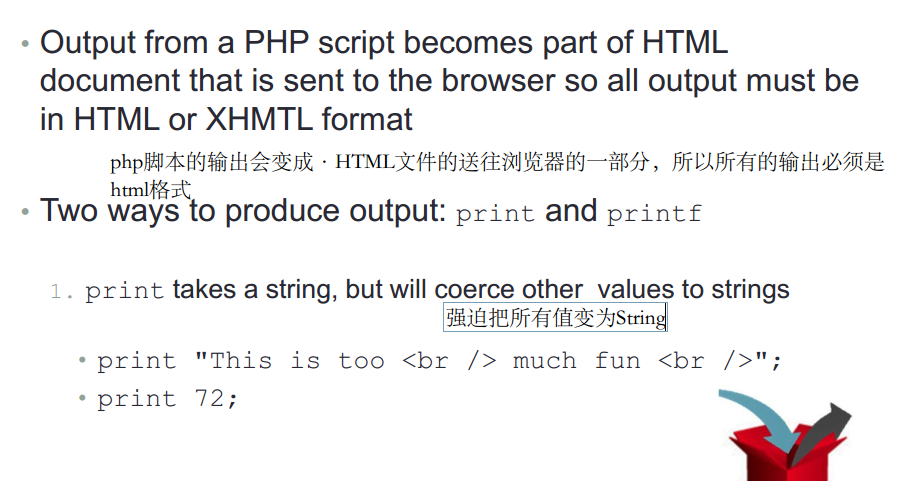 • Output from a PHP script becomes part of HTML
document that is sent to the browser so all output must be
in HTML or XHMTL format
php脚本的输出会变成·HTML文件的送往浏览器的一部分，所以所有的输出必须是
html格式
• Two ways to produce output: print and printf
1. print takes a string, but will coerce other values to strings
强迫把所有值变为String
• print "This is too <br /> much fun <br />";
• print 72;